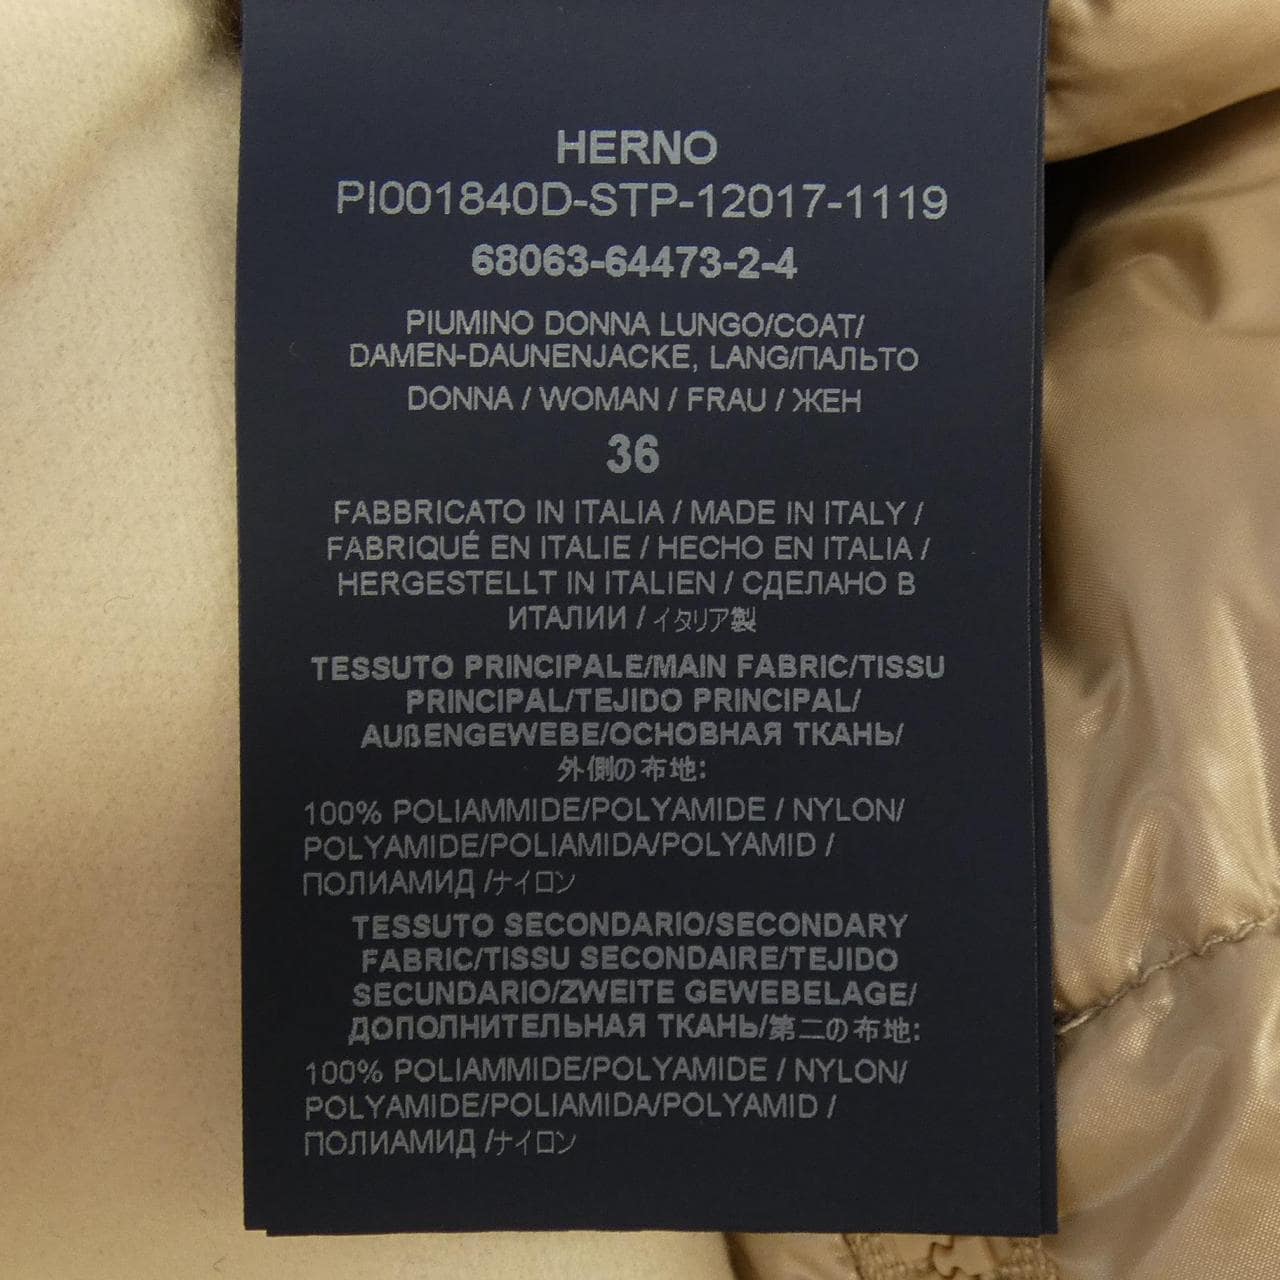 HERNO
PI001840D-STP-12017-1119
68063-64473-2-4
PIUMINO DONNA LUNGO/COAT/
DAMEN-DAUNENJACKE, LANG/ПАЛЬТО
DONNA / WOMAN / FRAU / ЖЕН
36
FABBRICATO IN ITALIA / MADE IN ITALY /
FABRIQUÉ EN ITALIE / HECHO EN ITALIA /
HERGESTELLT IN ITALIEN / СДЕЛАНО В
ИТАЛИИ / イタリア製
TESSUTO PRINCIPALE/MAIN FABRIC/TISSU
PRINCIPAL/TEJIDO PRINCIPAL/
AUßENGEWEBE/ОСНОВНАЯ ТКАНЬ/
外側の布地:
100% POLIAMMIDE/POLYAMIDE / NYLON/
POLYAMIDE/POLIAMIDA/POLYAMID /
ПОЛИАМИД /ナイロン
TESSUTO SECONDARIO/SECONDARY
FABRIC/TISSU SECONDAIRE/TEJIDO
SECUNDARIO/ZWEITE GEWEBELAGE/
ДОПОЛНИТЕЛЬНАЯ ТКАНЬ/第二の布地:
100% POLIAMMIDE/POLYAMIDE / NYLON/
POLYAMIDE/POLIAMIDA/POLYAMID /
ПОЛИАМИД /ナイロン